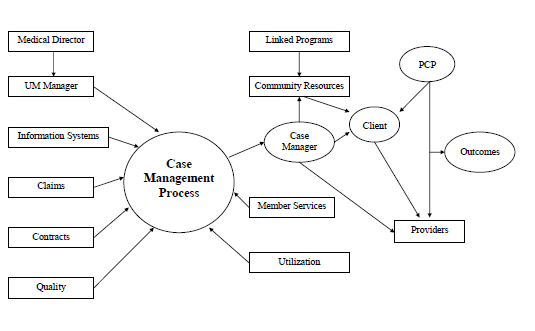 Medical Director
Linked Programs
PCP
UM Manager
Community Resources
Client
Information Systems
Case
Manager
Outcomes
Case
Management
Process
Claims
Member Services
Contracts
Providers
Utilization
Quality